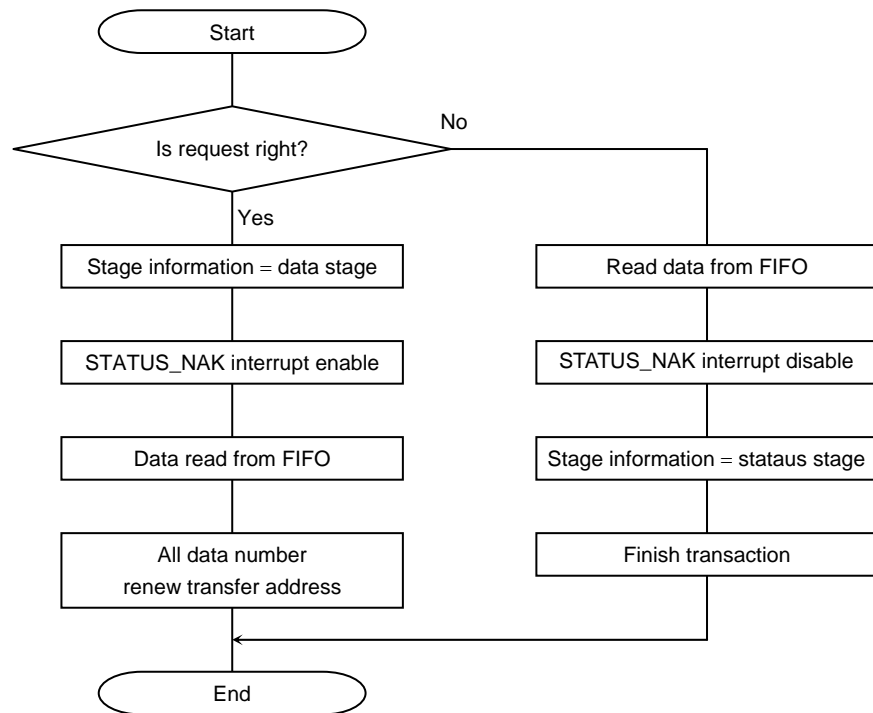 Start
Is request right?
No
Yes
Stage information = data stage
STATUS_NAK interrupt enable
Data read from FIFO
All data number
renew transfer address
Read data from FIFO
STATUS_NAK interrupt disable
Stage information = stataus stage
Finish transaction
End